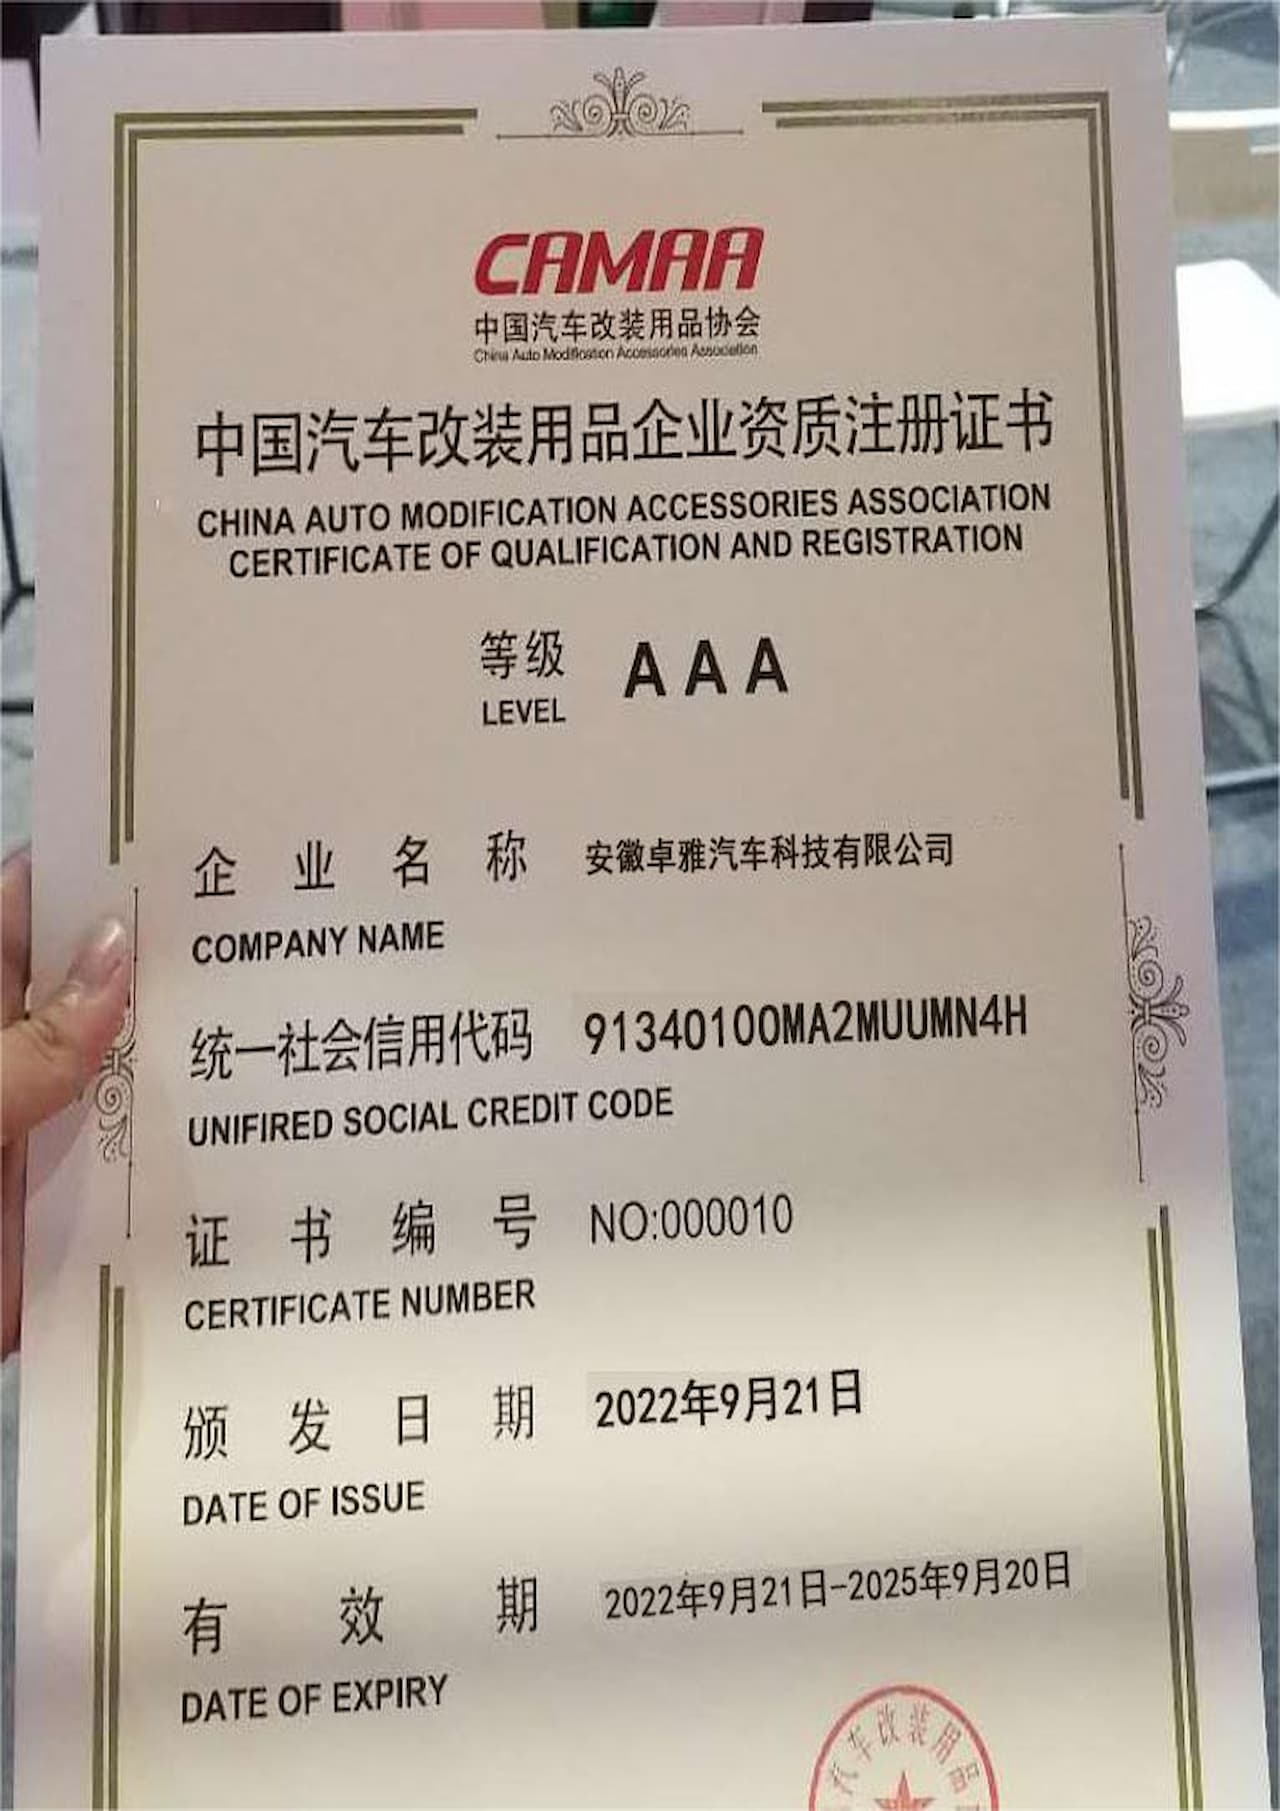 CAMAA
中国汽车改装用品协会
China Auto Modification Accessories Association
中国汽车改装用品企业资质注册证书
CHINA AUTO MODIFICATION ACCESSORIES ASSOCIATION
CERTIFICATE OF QUALIFICATION AND REGISTRATION
等级 AAA
LEVEL
企业名称 安徽卓雅汽车科技有限公司
COMPANY NAME
统一社会信用代码 91340100MA2MUUMN4H
UNIFIRED SOCIAL CREDIT CODE
证书编号 NO:000010
CERTIFICATE NUMBER
颁发日期 2022年9月21日
DATE OF ISSUE
有效期 2022年9月21日-2025年9月20日
DATE OF EXPIRY
汽车改装用品